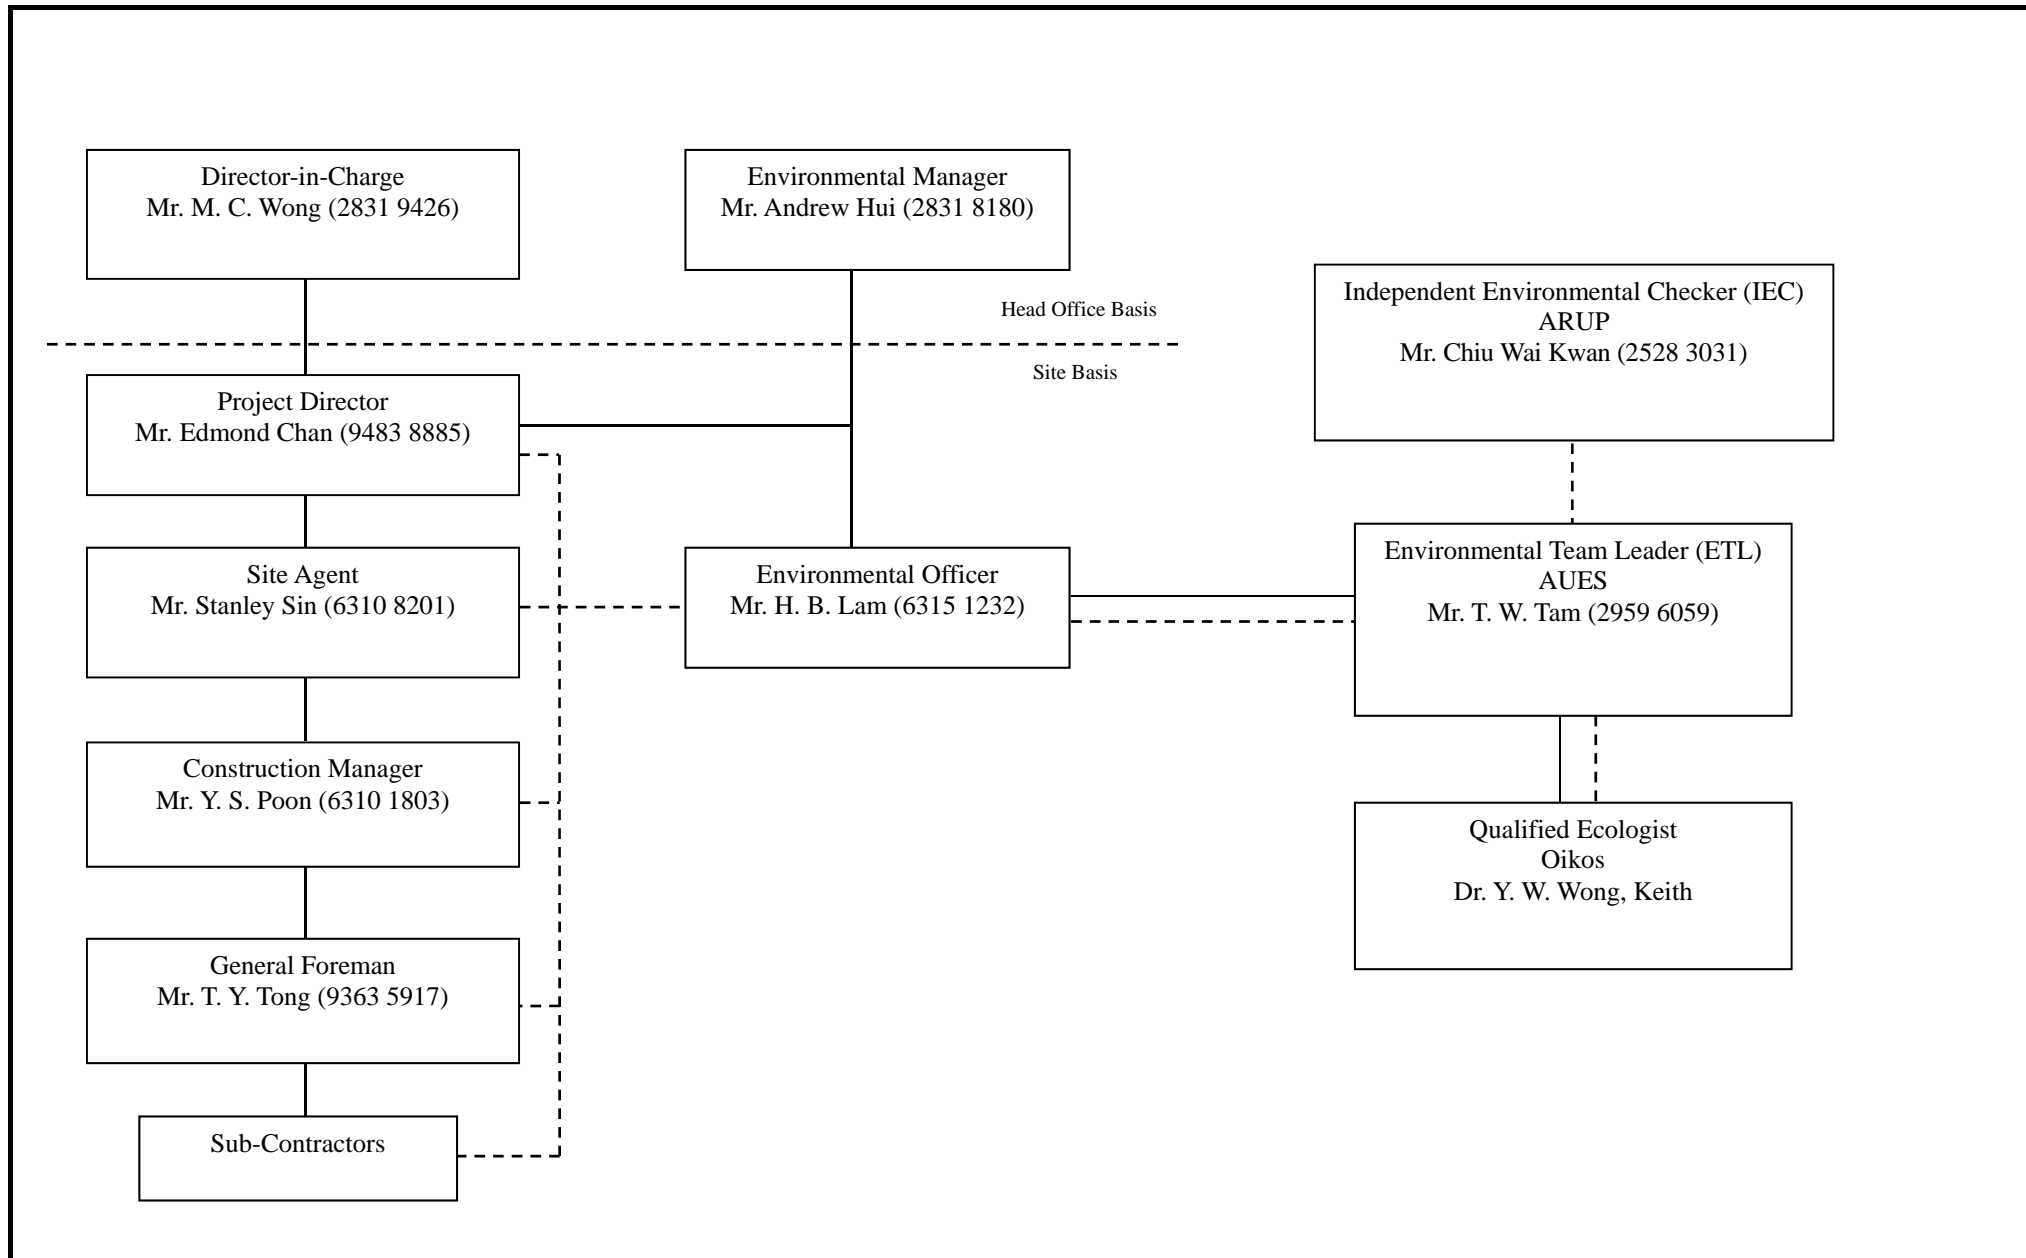 Director-in-Charge
Mr. M. C. Wong (2831 9426)
Environmental Manager
Mr. Andrew Hui (2831 8180)
Independent Environmental Checker (IEC)
ARUP
Mr. Chiu Wai Kwan (2528 3031)
Head Office Basis
Site Basis
Project Director
Mr. Edmond Chan (9483 8885)
Site Agent
Mr. Stanley Sin (6310 8201)
Environmental Officer
Mr. H. B. Lam (6315 1232)
Environmental Team Leader (ETL)
AUES
Mr. T. W. Tam (2959 6059)
Construction Manager
Mr. Y. S. Poon (6310 1803)
Qualified Ecologist
Oikos
Dr. Y. W. Wong, Keith
General Foreman
Mr. T. Y. Tong (9363 5917)
Sub-Contractors